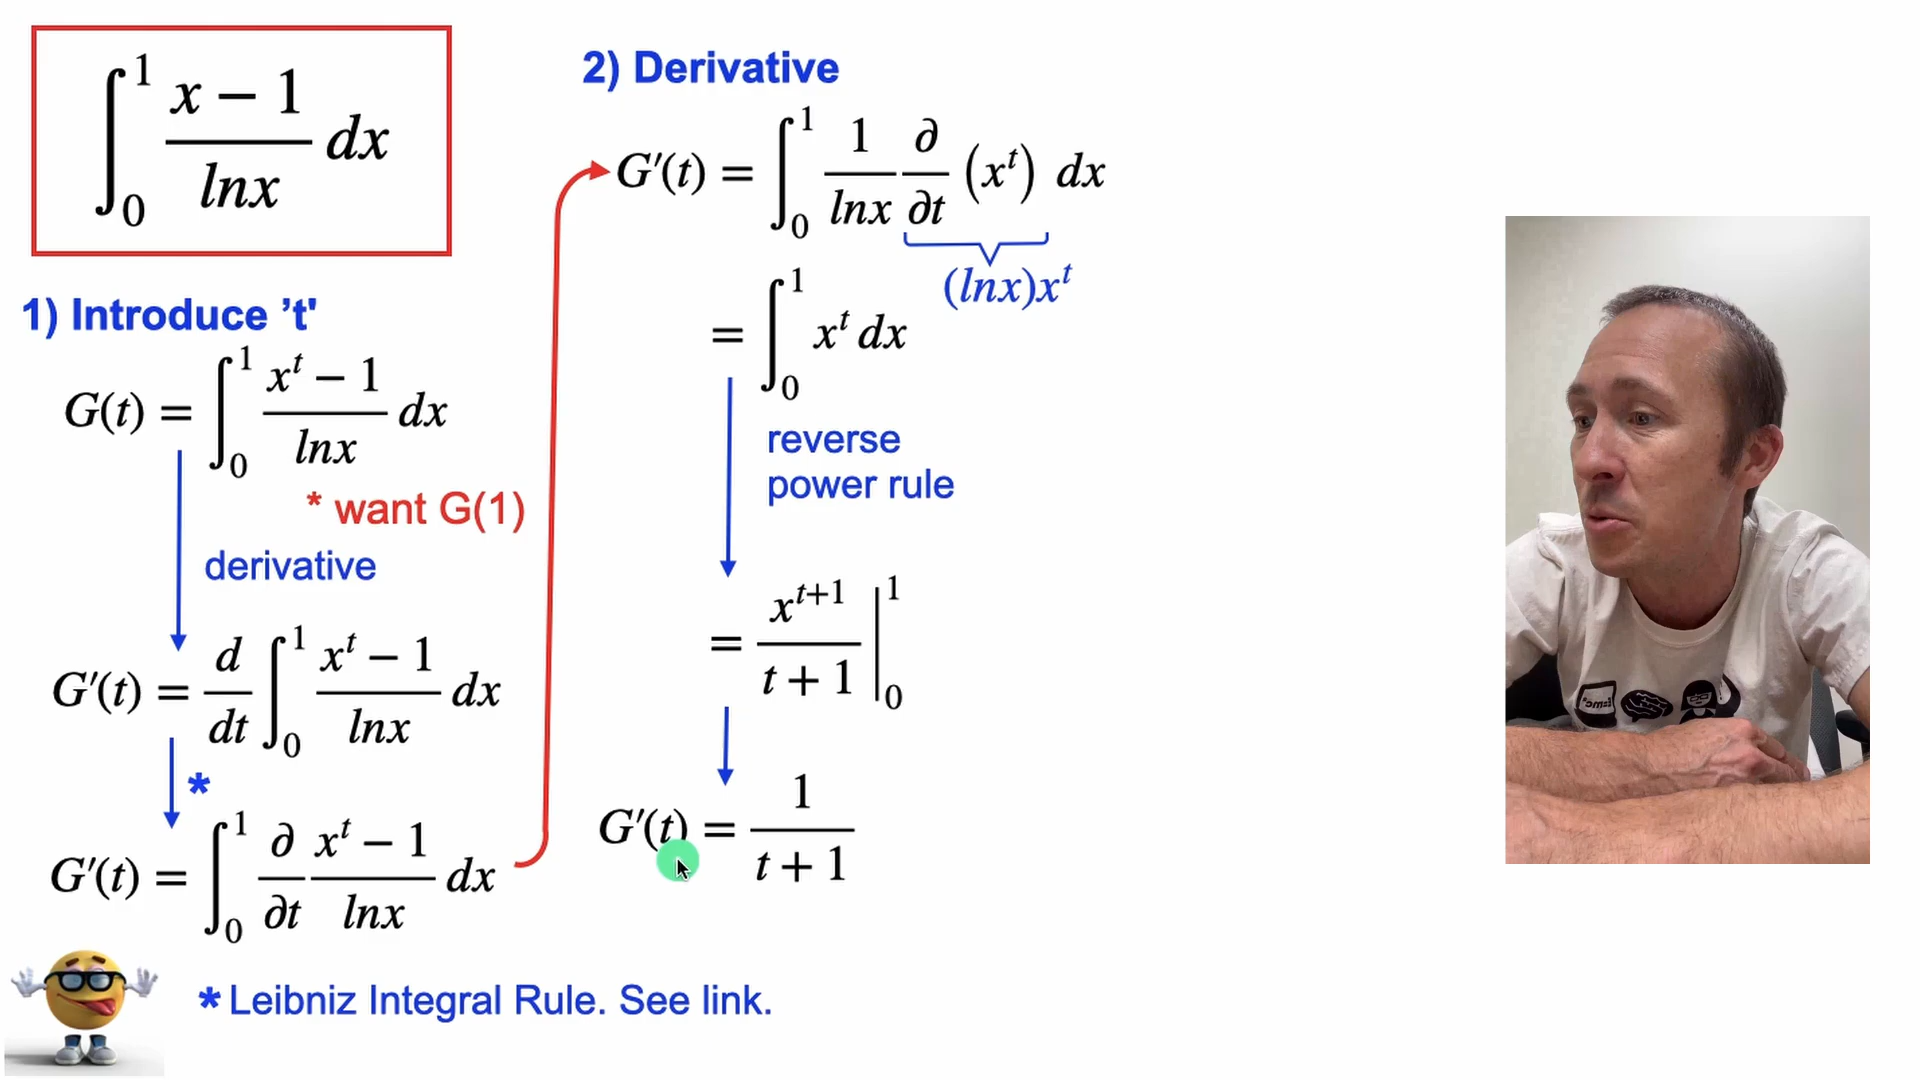 ∫₀¹ (x − 1)/(lnx) dx
1) Introduce ’t'
G(t) = ∫₀¹ (xᵗ − 1)/(lnx) dx
* want G(1)
derivative
G′(t) = d/dt ∫₀¹ (xᵗ − 1)/(lnx) dx
*
G′(t) = ∫₀¹ ∂/∂t (xᵗ − 1)/(lnx) dx
* Leibniz Integral Rule. See link.
2) Derivative
G′(t) = ∫₀¹ 1/(lnx) ∂/∂t (xᵗ) dx
(lnx)xᵗ
= ∫₀¹ xᵗ dx
reverse
power rule
= xᵗ⁺¹/(t + 1) |₀¹
G′(t) = 1/(t + 1)